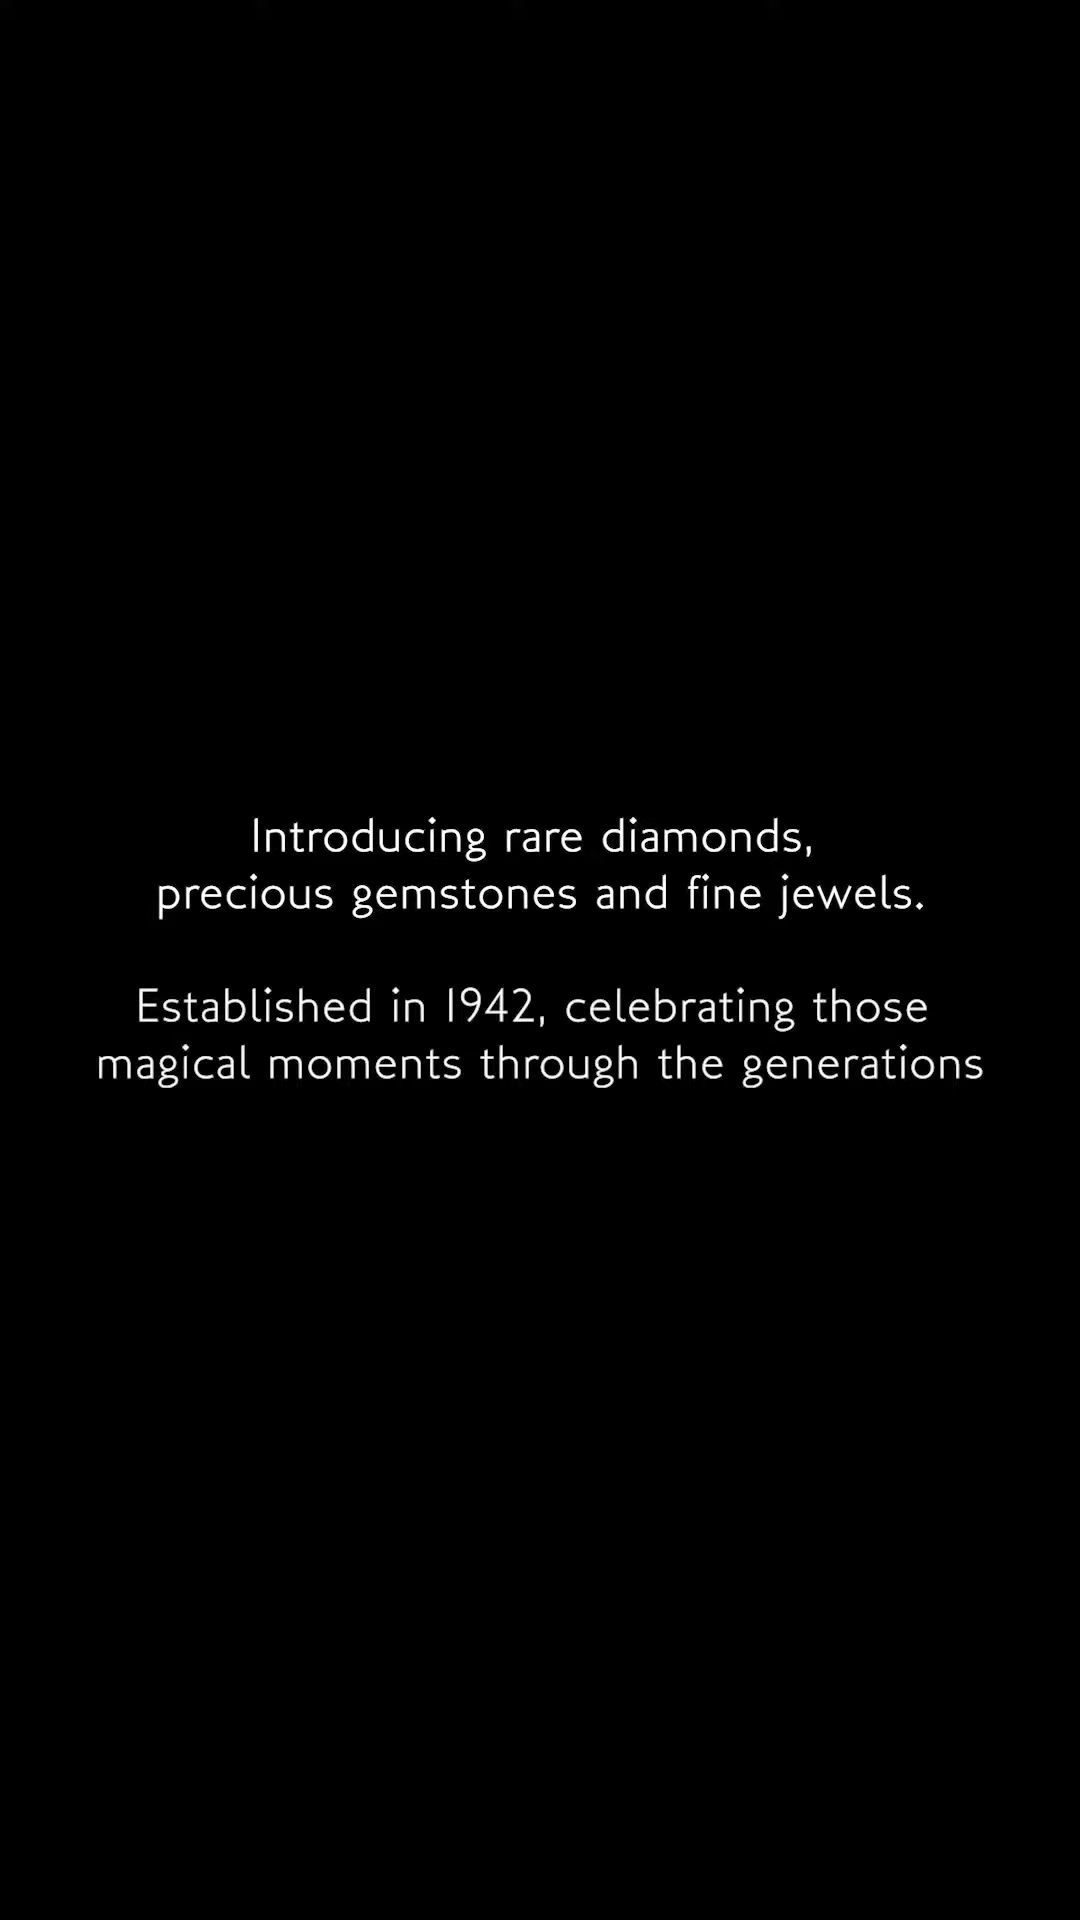 Introducing rare diamonds,
precious gemstones and fine jewels.
Established in 1942, celebrating those
magical moments through the generations